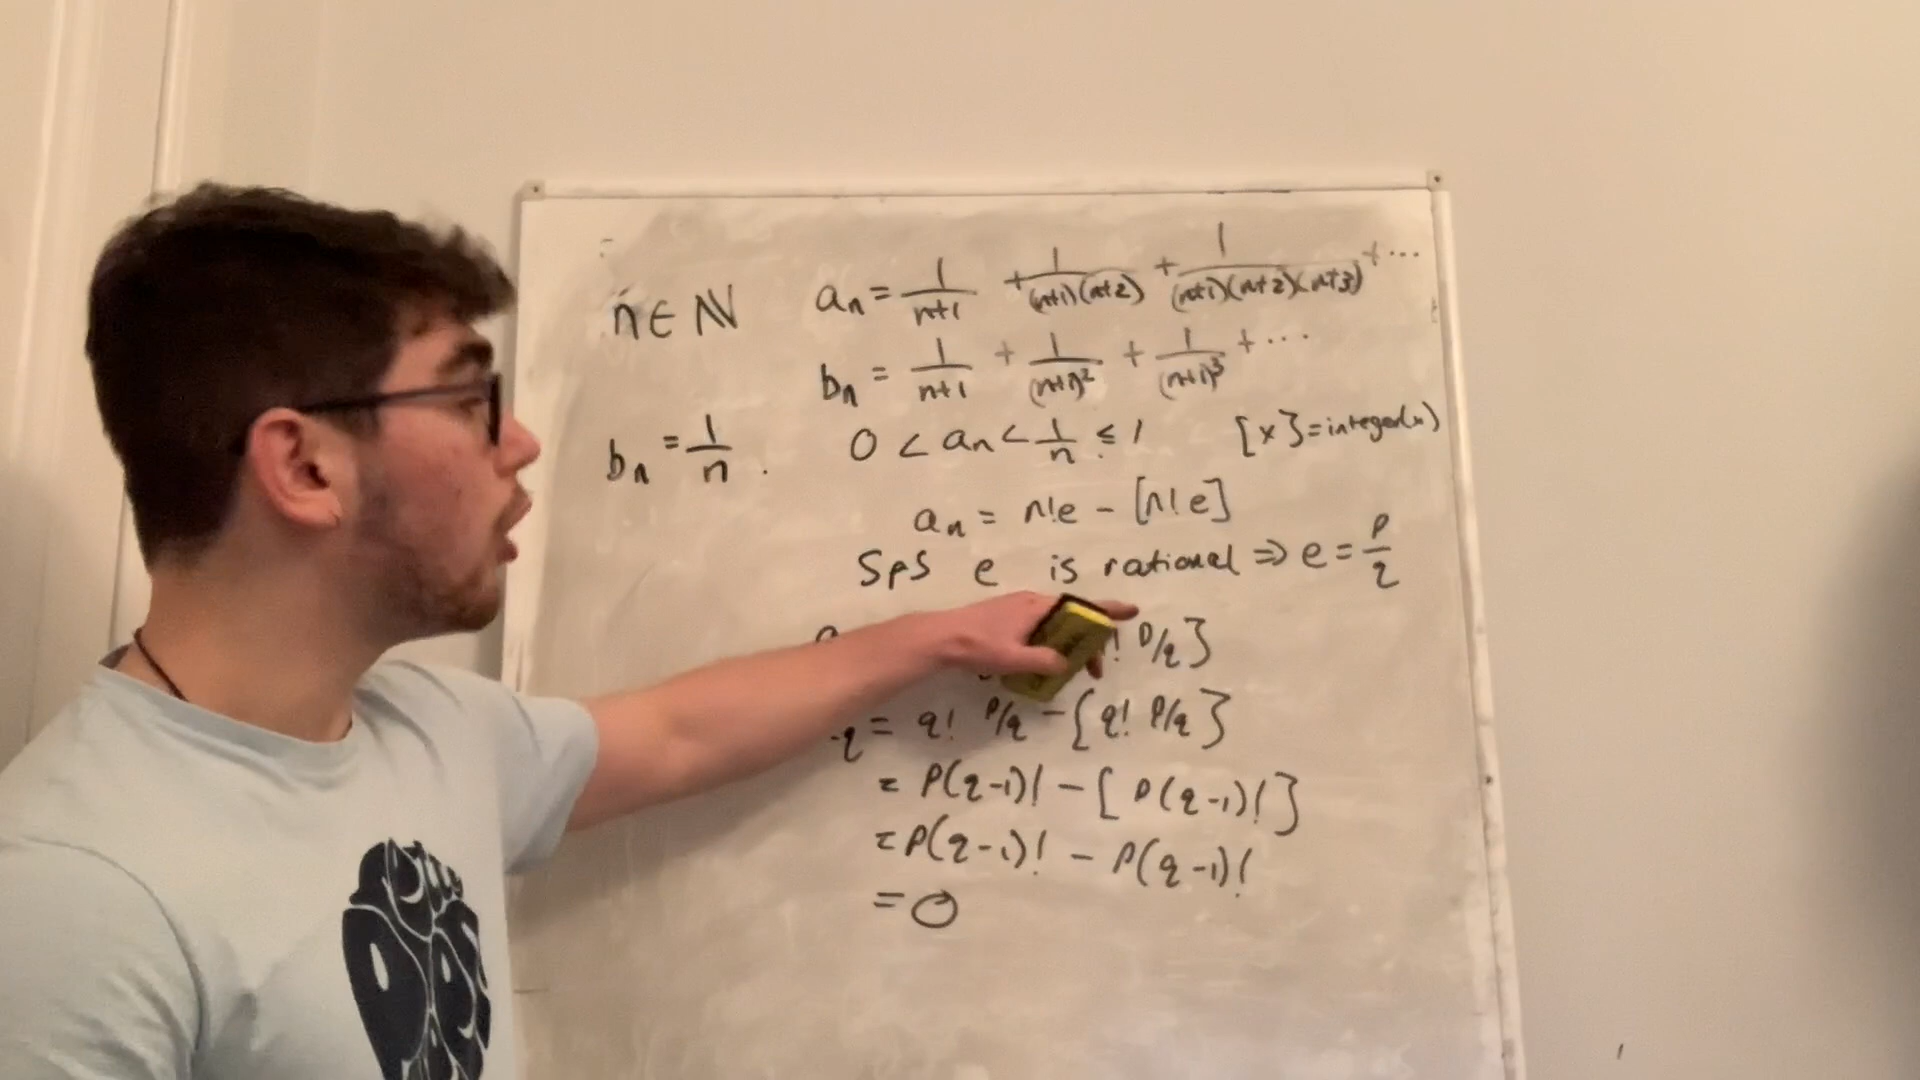 n ∈ ℕ
aₙ = 1/(n+1) + 1/((n+1)(n+2)) + 1/((n+1)(n+2)(n+3)) + ...
bₙ = 1/(n+1) + 1/(n+1)² + 1/(n+1)³ + ...
bₙ = 1/n .
0 < aₙ < 1/n ≤ 1
[x] = integer(x)
aₙ = n!e - [n!e]
Sps e is rational ⇒ e = p/q
! p/q]
q = q! p/q - [q! p/q]
= p(q-1)! - [p(q-1)!]
= p(q-1)! - p(q-1)!
= 0